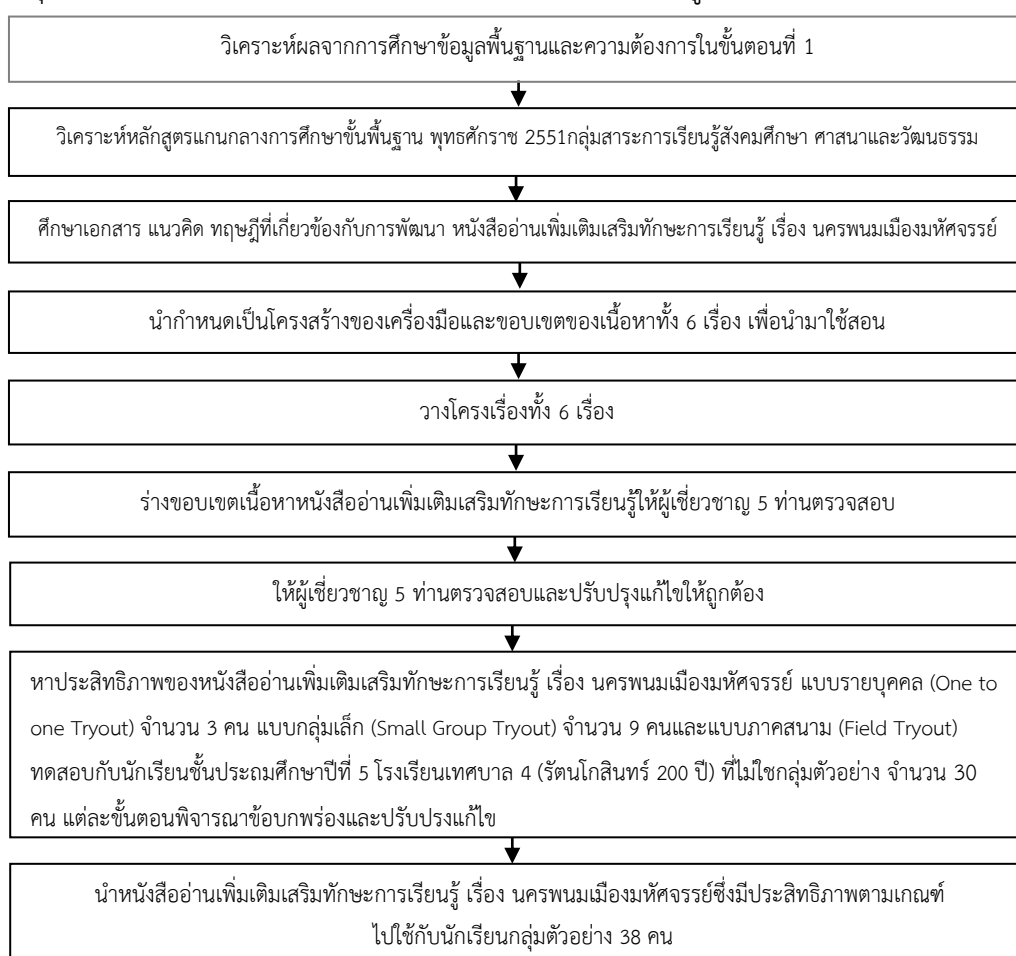 วิเคราะห์ผลจากการศึกษาข้อมูลพื้นฐานและความต้องการในขั้นตอนที่ 1
วิเคราะห์หลักสูตรแกนกลางการศึกษาขั้นพื้นฐาน พุทธศักราช 2551กลุ่มสาระการเรียนรู้สังคมศึกษา ศาสนาและวัฒนธรรม
ศึกษาเอกสาร แนวคิด ทฤษฎีที่เกี่ยวข้องกับการพัฒนา หนังสืออ่านเพิ่มเติมเสริมทักษะการเรียนรู้ เรื่อง นครพนมเมืองมหัศจรรย์
นำกำหนดเป็นโครงสร้างของเครื่องมือและขอบเขตของเนื้อหาทั้ง 6 เรื่อง เพื่อนำมาใช้สอน
วางโครงเรื่องทั้ง 6 เรื่อง
ร่างขอบเขตเนื้อหาหนังสืออ่านเพิ่มเติมเสริมทักษะการเรียนรู้ให้ผู้เชี่ยวชาญ 5 ท่านตรวจสอบ
ให้ผู้เชี่ยวชาญ 5 ท่านตรวจสอบและปรับปรุงแก้ไขให้ถูกต้อง
หาประสิทธิภาพของหนังสืออ่านเพิ่มเติมเสริมทักษะการเรียนรู้ เรื่อง นครพนมเมืองมหัศจรรย์ แบบรายบุคคล (One to
one Tryout) จำนวน 3 คน แบบกลุ่มเล็ก (Small Group Tryout) จำนวน 9 คนและแบบภาคสนาม (Field Tryout)
ทดสอบกับนักเรียนชั้นประถมศึกษาปีที่ 5 โรงเรียนเทศบาล 4 (รัตนโกสินทร์ 200 ปี) ที่ไม่ใชกลุ่มตัวอย่าง จำนวน 30
คน แต่ละขั้นตอนพิจารณาข้อบกพร่องและปรับปรงแก้ไข
นำหนังสืออ่านเพิ่มเติมเสริมทักษะการเรียนรู้ เรื่อง นครพนมเมืองมหัศจรรย์ซึ่งมีประสิทธิภาพตามเกณฑ์
ไปใช้กับนักเรียนกลุ่มตัวอย่าง 38 คน